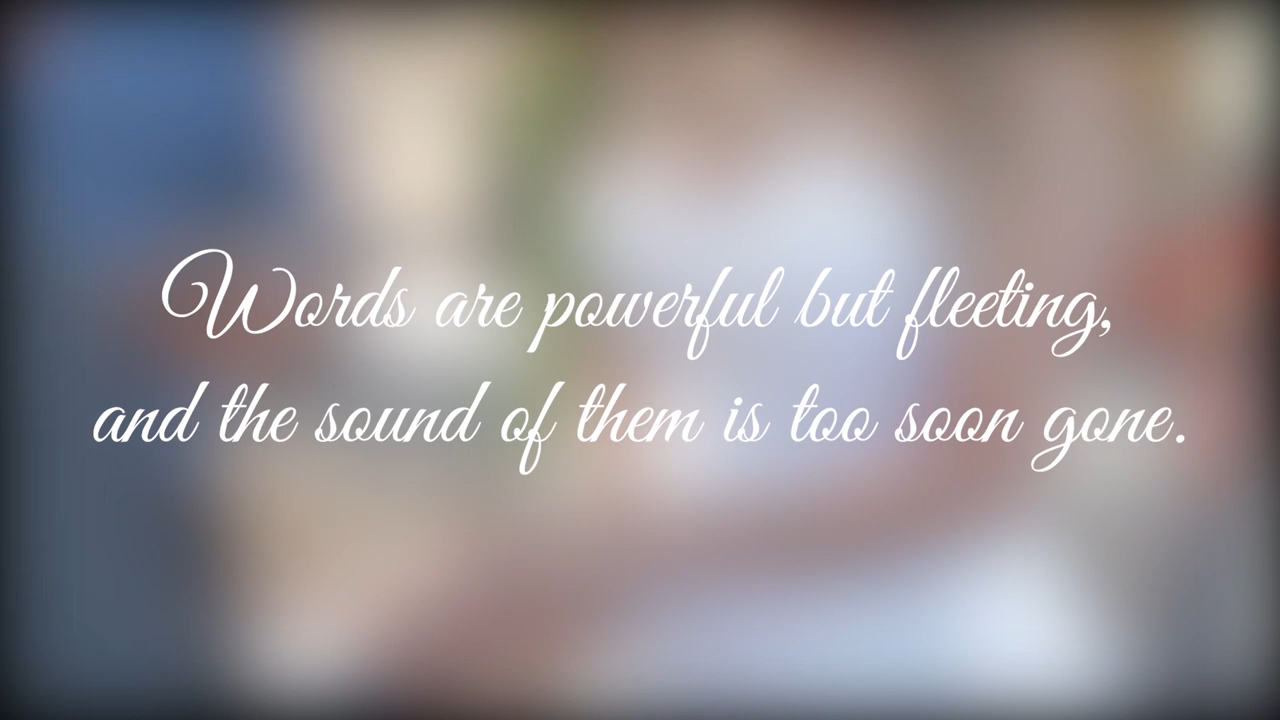 Words are powerful but fleeting,
and the sound of them is too soon gone.